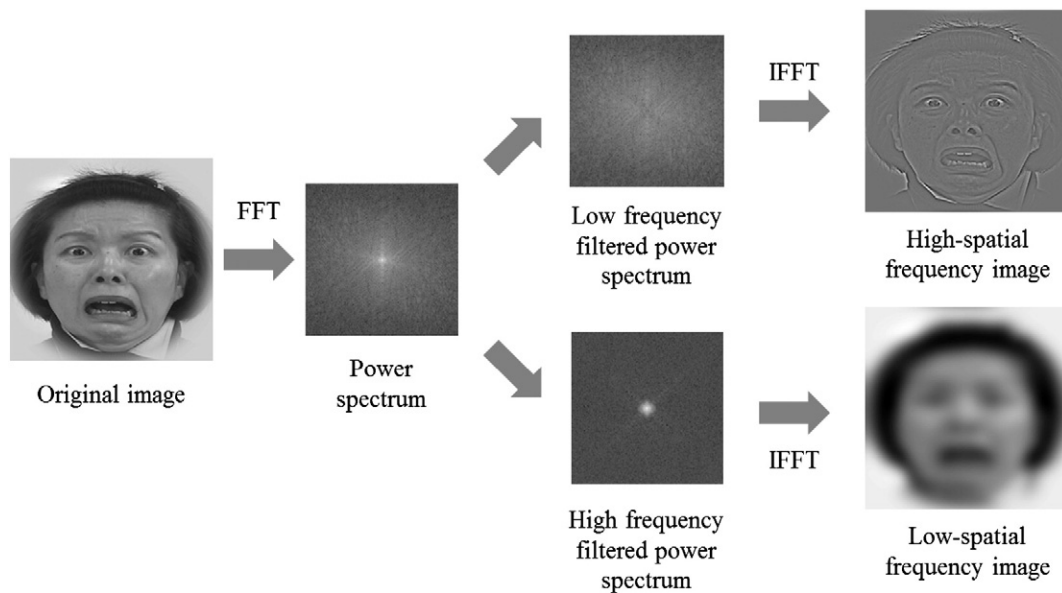 Original image
FFT
Power
spectrum
Low frequency
filtered power
spectrum
IFFT
High-spatial
frequency image
High frequency
filtered power
spectrum
IFFT
Low-spatial
frequency image